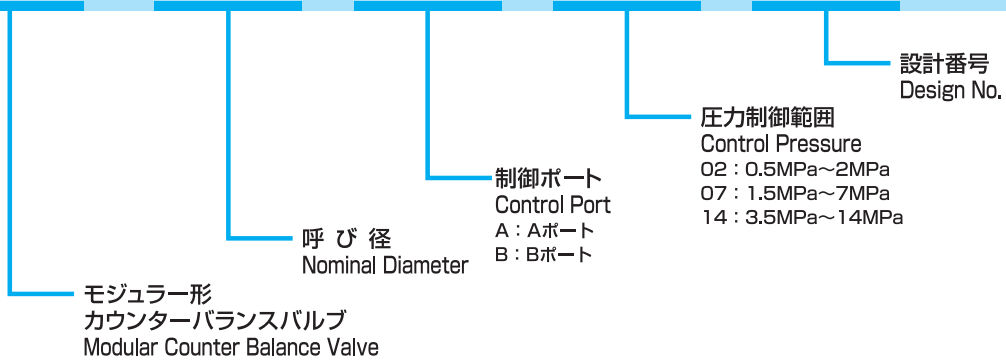 設計番号
Design No.
圧力制御範囲
Control Pressure
02：0.5MPa～2MPa
07：1.5MPa～7MPa
14：3.5MPa～14MPa
制御ポート
Control Port
A：Aポート
B：Bポート
呼び径
Nominal Diameter
モジュラー形
カウンターバランスバルブ
Modular Counter Balance Valve